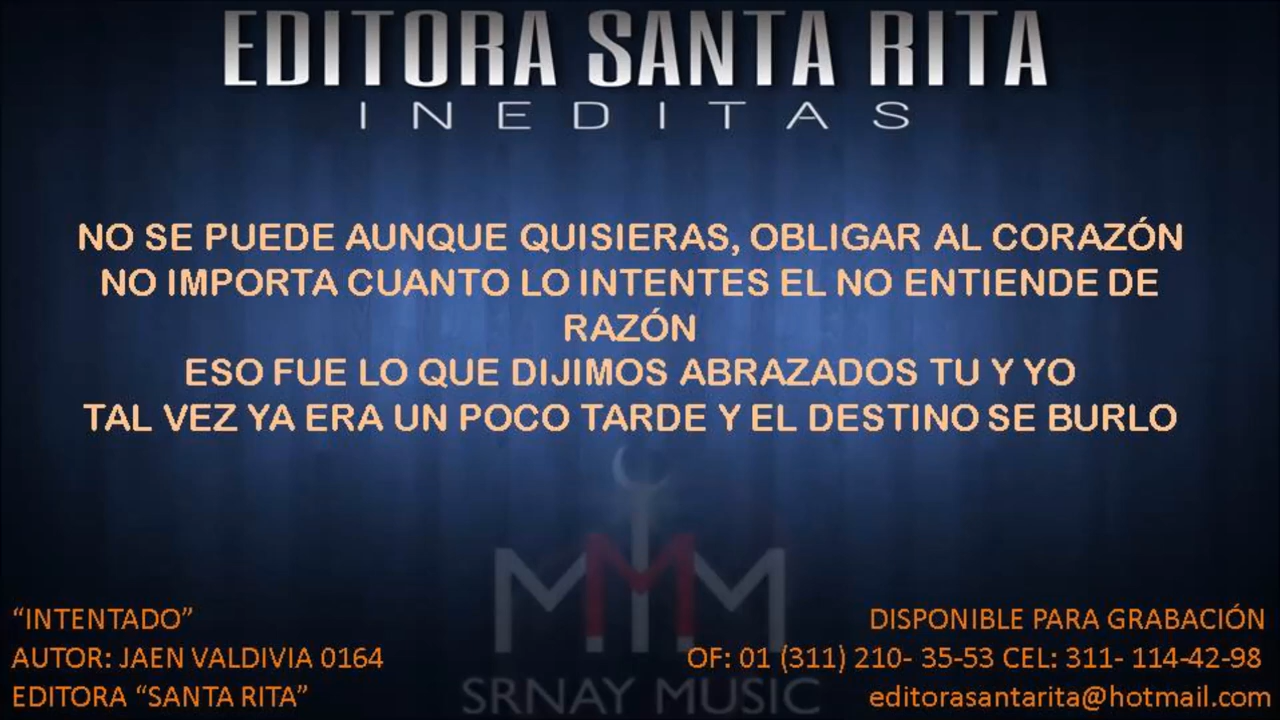 EDITORA SANTA RITA
INEDITAS
NO SE PUEDE AUNQUE QUISIERAS, OBLIGAR AL CORAZÓN
NO IMPORTA CUANTO LO INTENTES EL NO ENTIENDE DE
RAZÓN
ESO FUE LO QUE DIJIMOS ABRAZADOS TU Y YO
TAL VEZ YA ERA UN POCO TARDE Y EL DESTINO SE BURLO
MMM
SRNAY MUSIC
“INTENTADO”
AUTOR: JAEN VALDIVIA 0164
EDITORA “SANTA RITA”
DISPONIBLE PARA GRABACIÓN
OF: 01 (311) 210- 35-53 CEL: 311- 114-42-98
editorasantarita@hotmail.com